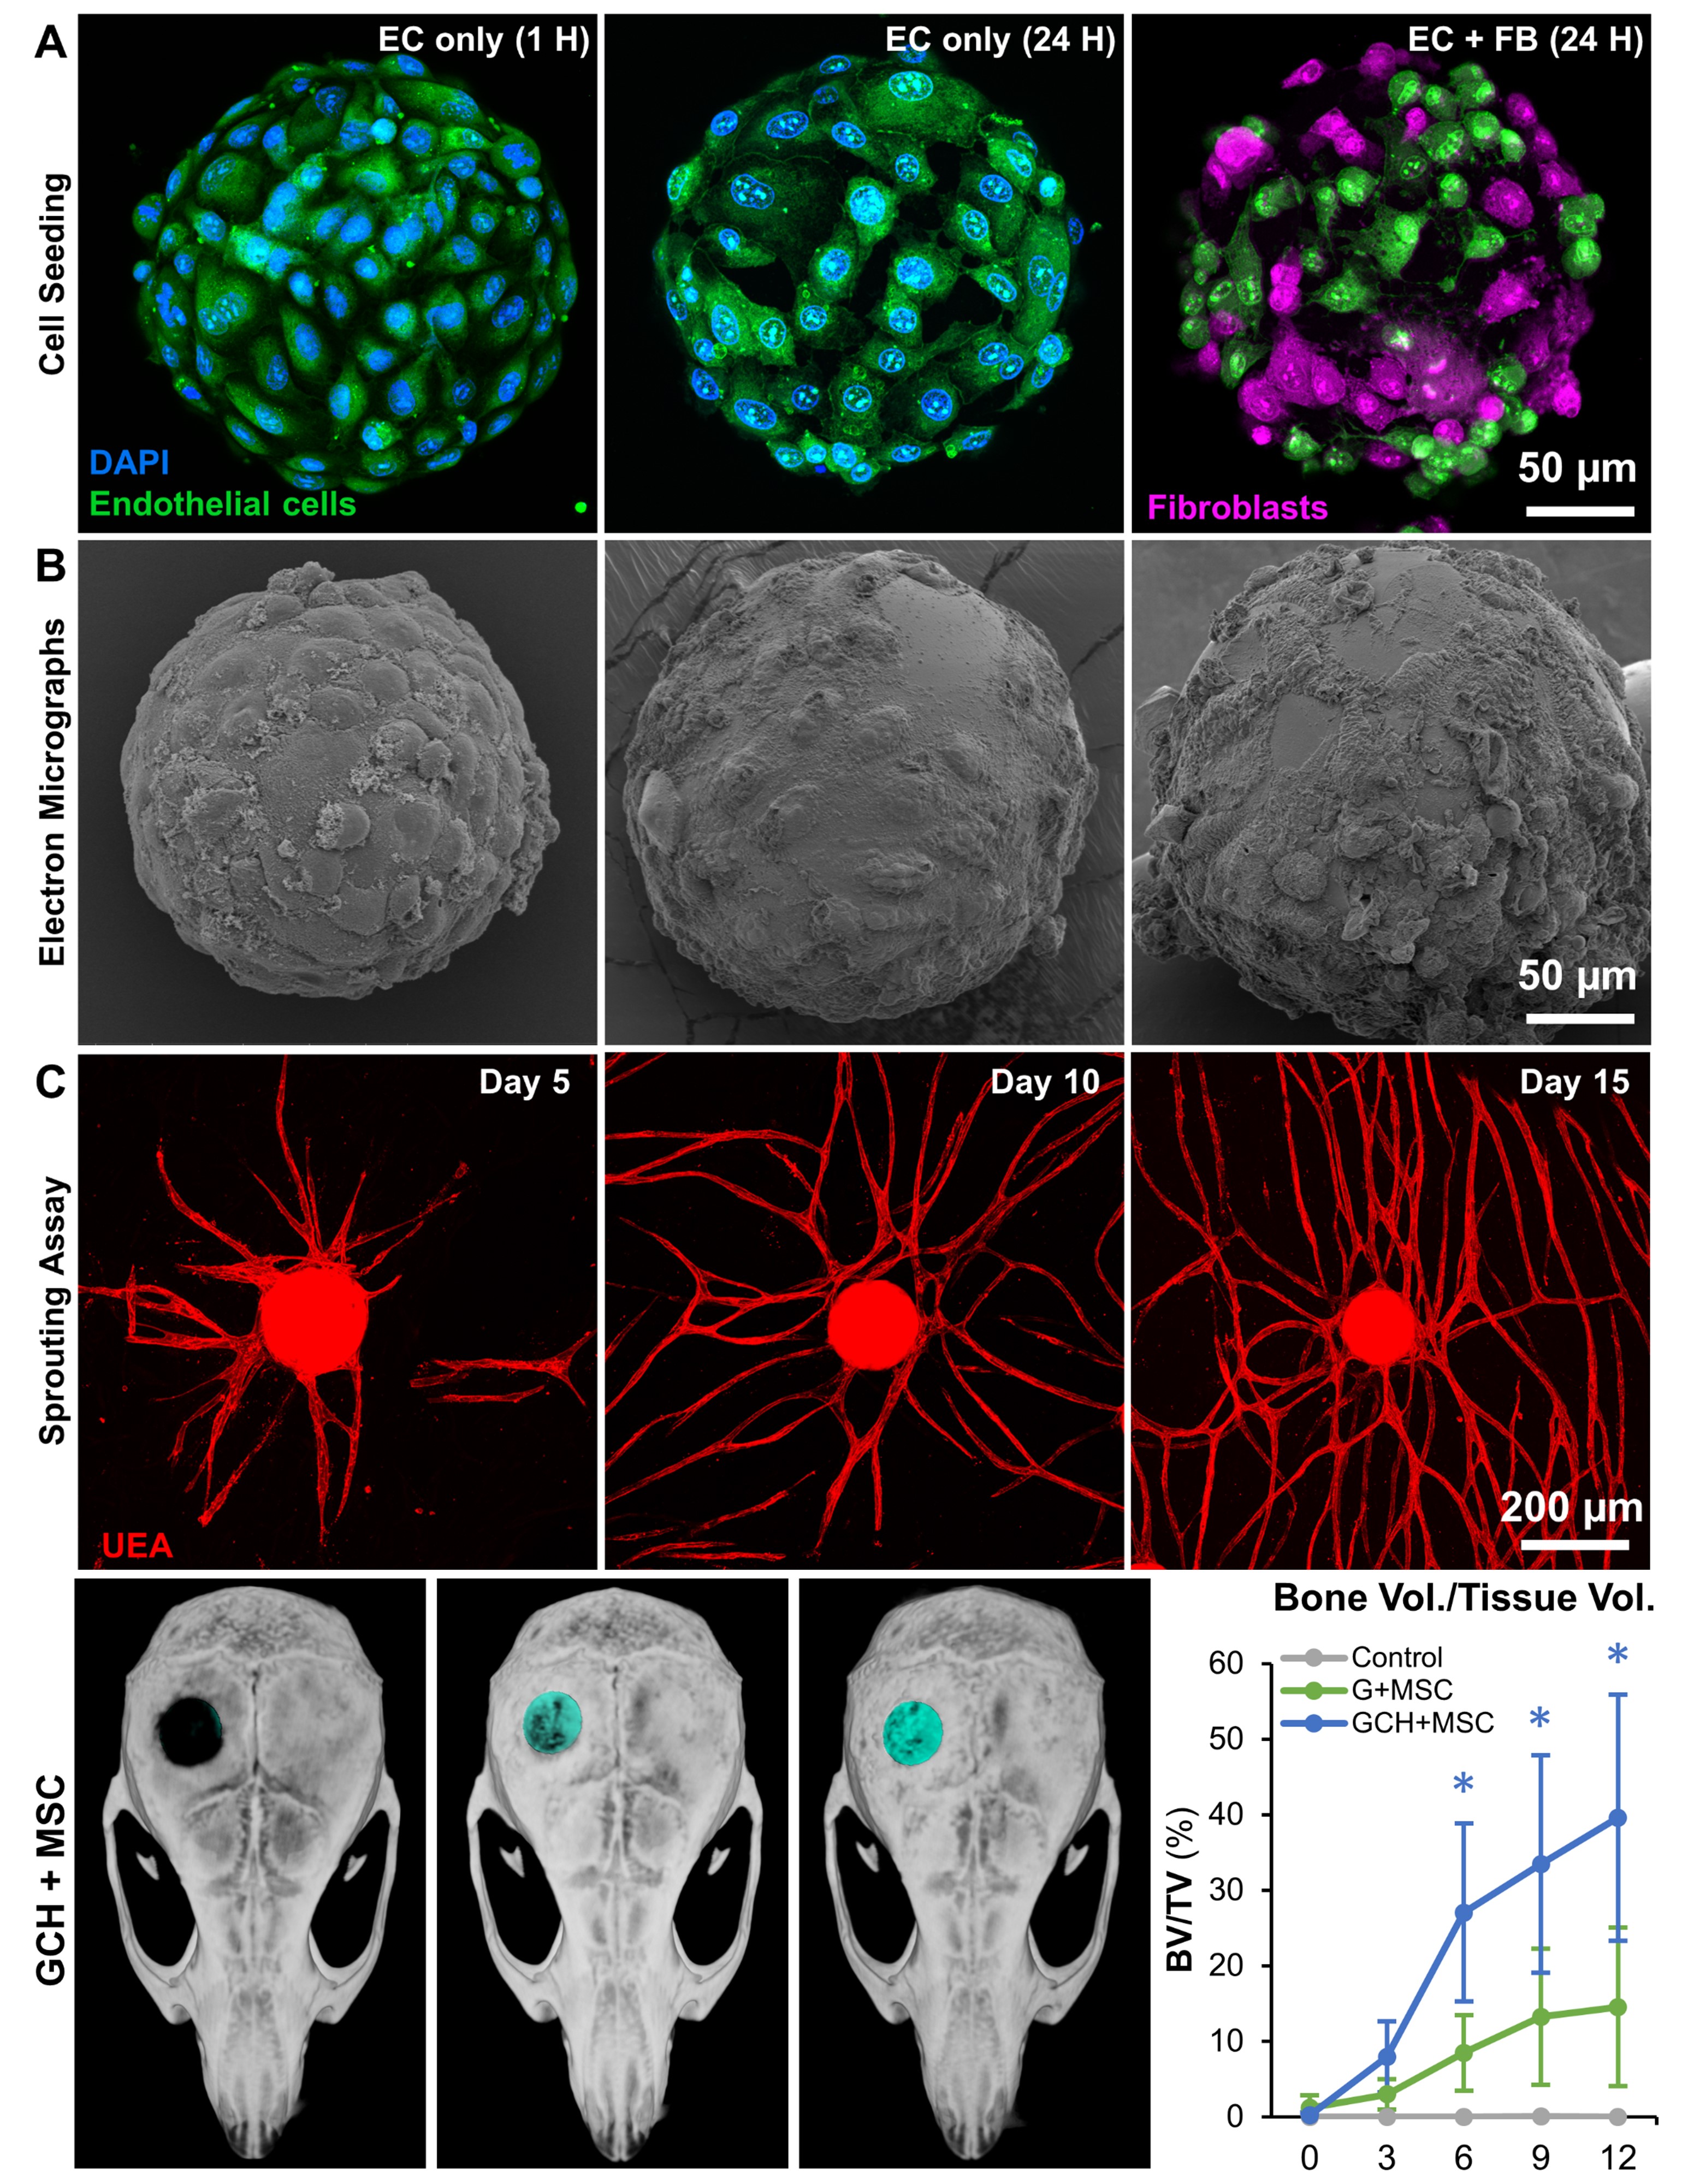 A
Cell Seeding
EC only (1 H)
EC only (24 H)
EC + FB (24 H)
DAPI
Endothelial cells
Fibroblasts
50 µm
B
Electron Micrographs
50 µm
C
Sprouting Assay
Day 5
Day 10
Day 15
UEA
200 µm
GCH + MSC
Bone Vol./Tissue Vol.
Control
G+MSC
GCH+MSC
BV/TV (%)
60
50
40
30
20
10
0
* * *
0 3 6 9 12